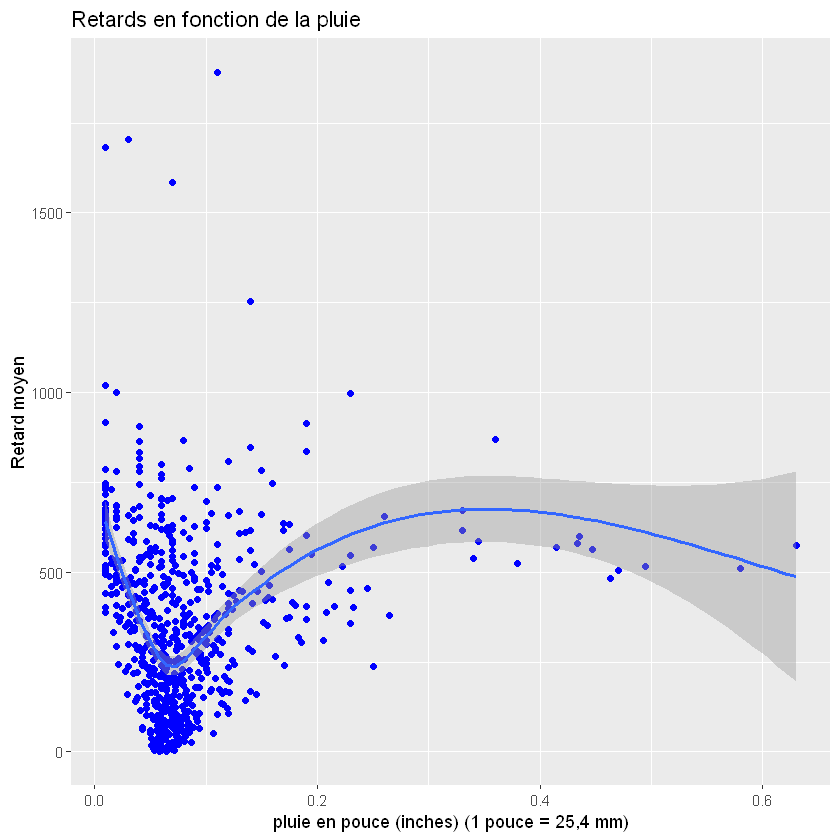 Retards en fonction de la pluie
1500
1000
500
0
Retard moyen
0.0
0.2
0.4
0.6
pluie en pouce (inches) (1 pouce = 25,4 mm)